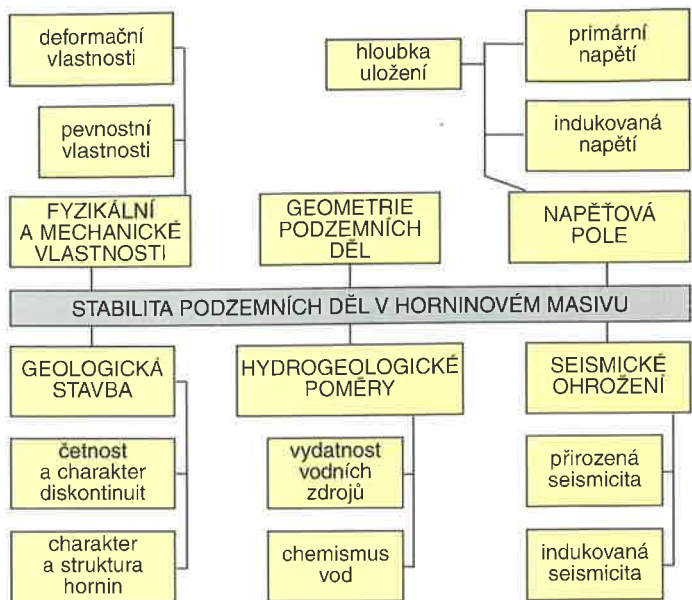 deformační
vlastnosti
pevnostní
vlastnosti
hloubka
uložení
primární
napětí
indukovaná
napětí
FYZIKÁLNÍ
A MECHANICKÉ
VLASTNOSTI
GEOMETRIE
PODZEMNÍCH
DĚL
NAPĚŤOVÁ
POLE
STABILITA PODZEMNÍCH DĚL V HORNINOVÉM MASIVU
GEOLOGICKÁ
STAVBA
HYDROGEOLOGICKÉ
POMĚRY
SEISMICKÉ
OHROŽENÍ
četnost
a charakter
diskontinuit
vydatnost
vodních
zdrojů
přirozená
seismicita
charakter
a struktura
hornin
chemismus
vod
indukovaná
seismicita